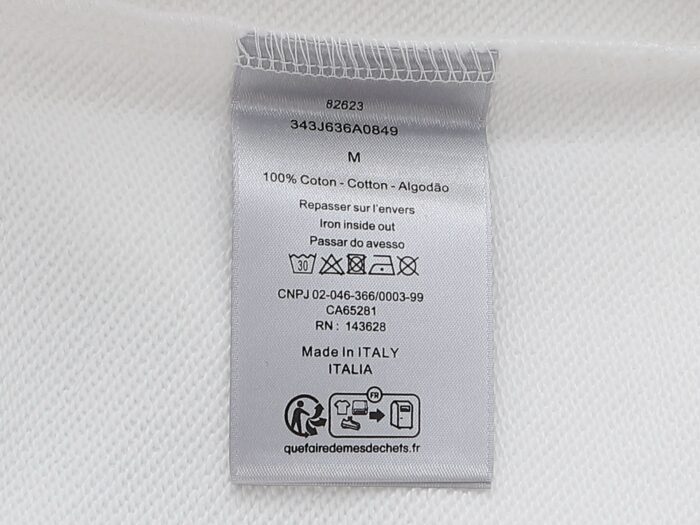 82623
343J636A0849
M
100% Coton - Cotton - Algodão
Repasser sur l'envers
Iron inside out
Passar do avesso
30
CNPJ 02-046-366/0003-99
CA65281
RN : 143628
Made In ITALY
ITALIA
FR
quefairedemesdechets.fr